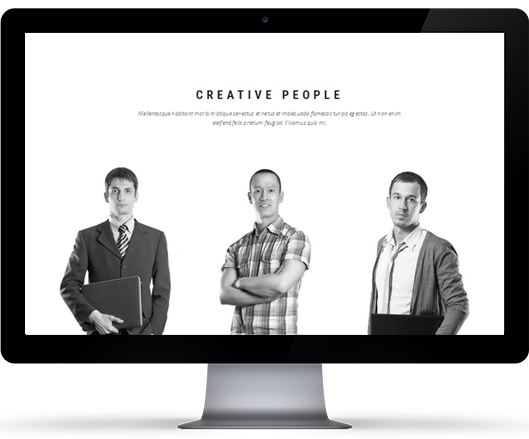 CREATIVE PEOPLE
Mellentesque habitant morbi tristique senectus et netus et malesuada fames ac turpis egestas. Ut non enim
eleifend felis pretium feugiat. Vivamus quis mi.